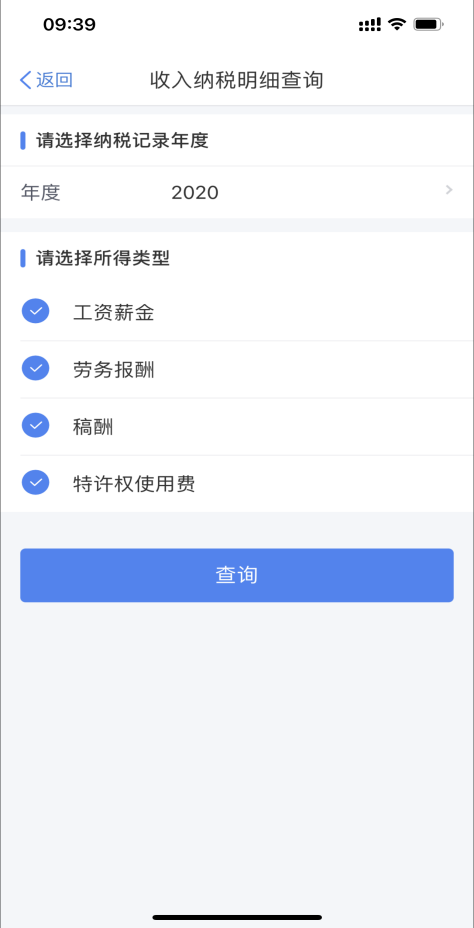 09:39
返回
收入纳税明细查询
请选择纳税记录年度
年度 2020
请选择所得类型
工资薪金
劳务报酬
稿酬
特许权使用费
查询